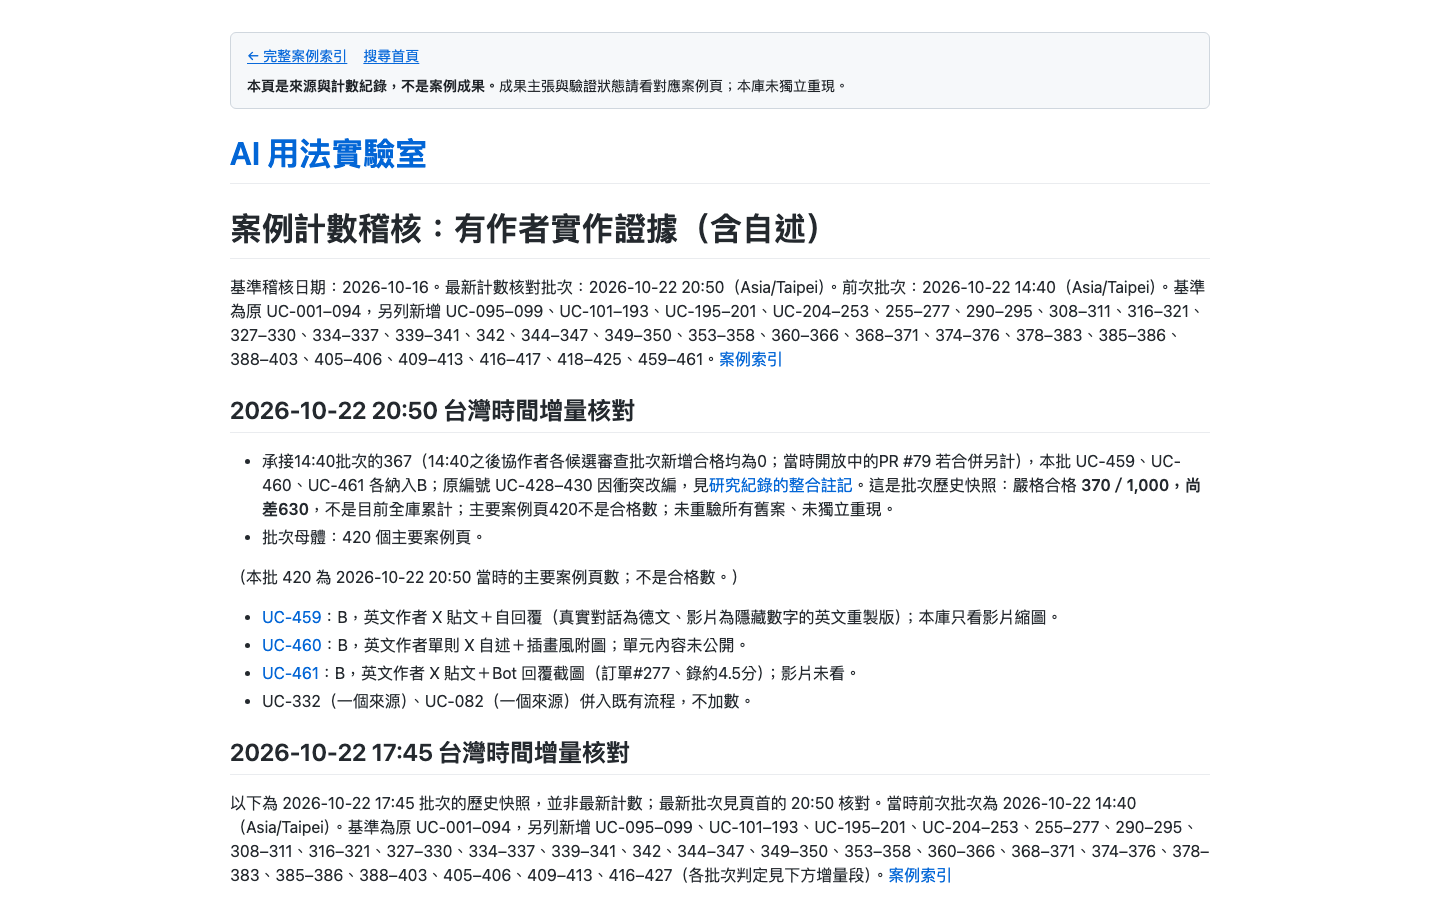 ← 完整案例索引 搜尋首頁
本頁是來源與計數紀錄，不是案例成果。成果主張與驗證狀態請看對應案例頁；本庫未獨立重現。
AI 用法實驗室
案例計數稽核：有作者實作證據（含自述）
基準稽核日期：2026-10-16。最新計數核對批次：2026-10-22 20:50（Asia/Taipei）。前次批次：2026-10-22 14:40（Asia/Taipei）。基準
為原 UC-001–094，另列新增 UC-095–099、UC-101–193、UC-195–201、UC-204–253、255–277、290–295、308–311、316–321、
327–330、334–337、339–341、342、344–347、349–350、353–358、360–366、368–371、374–376、378–383、385–386、
388–403、405–406、409–413、416–417、418–425、459–461。案例索引
2026-10-22 20:50 台灣時間增量核對
• 承接14:40批次的367（14:40之後協作者各候選審查批次新增合格均為0；當時開放中的PR #79 若合併另計），本批 UC-459、UC-
460、UC-461 各納入B；原編號 UC-428–430 因衝突改編，見研究紀錄的整合註記。這是批次歷史快照：嚴格合格 370 / 1,000，尚
差630，不是目前全庫累計；主要案例頁420不是合格數；未重驗所有舊案、未獨立重現。
• 批次母體：420 個主要案例頁。
（本批 420 為 2026-10-22 20:50 當時的主要案例頁數；不是合格數。）
• UC-459：B，英文作者 X 貼文＋自回覆（真實對話為德文、影片為隱藏數字的英文重製版）；本庫只看影片縮圖。
• UC-460：B，英文作者單則 X 自述＋插畫風附圖；單元內容未公開。
• UC-461：B，英文作者 X 貼文＋Bot 回覆截圖（訂單#277、錄約4.5分）；影片未看。
• UC-332（一個來源）、UC-082（一個來源）併入既有流程，不加數。
2026-10-22 17:45 台灣時間增量核對
以下為 2026-10-22 17:45 批次的歷史快照，並非最新計數；最新批次見頁首的 20:50 核對。當時前次批次為 2026-10-22 14:40
（Asia/Taipei）。基準為原 UC-001–094，另列新增 UC-095–099、UC-101–193、UC-195–201、UC-204–253、255–277、290–295、
308–311、316–321、327–330、334–337、339–341、342、344–347、349–350、353–358、360–366、368–371、374–376、378–
383、385–386、388–403、405–406、409–413、416–427（各批次判定見下方增量段）。案例索引